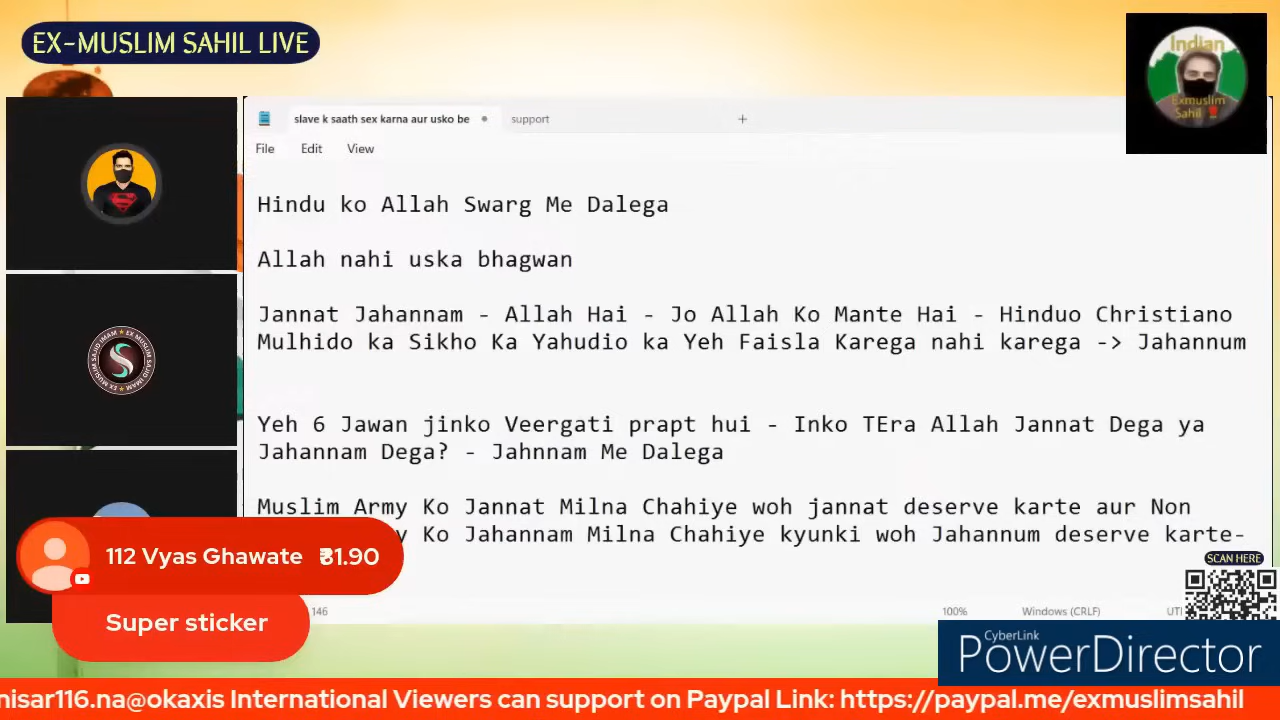 EX-MUSLIM SAHIL LIVE
Indian
Exmuslim
Sahil
slave k saath sex karna aur usko be
support
File Edit View
Hindu ko Allah Swarg Me Dalega
Allah nahi uska bhagwan
Jannat Jahannam - Allah Hai - Jo Allah Ko Mante Hai - Hinduo Christiano
Mulhido ka Sikho Ka Yahudio ka Yeh Faisla Karega nahi karega -> Jahannum
Yeh 6 Jawan jinko Veergati prapt hui - Inko TEra Allah Jannat Dega ya
Jahannam Dega? - Jahnnam Me Dalega
Muslim Army Ko Jannat Milna Chahiye woh jannat deserve karte aur Non
y Ko Jahannam Milna Chahiye kyunki woh Jahannum deserve karte-
EX MUSLIM SAJID IMAM
112 Vyas Ghawate ₹31.90
Super sticker
146
100%
Windows (CRLF)
SCAN HERE
CyberLink
PowerDirector
nisar116.na@okaxis International Viewers can support on Paypal Link: https://paypal.me/exmuslimsahil